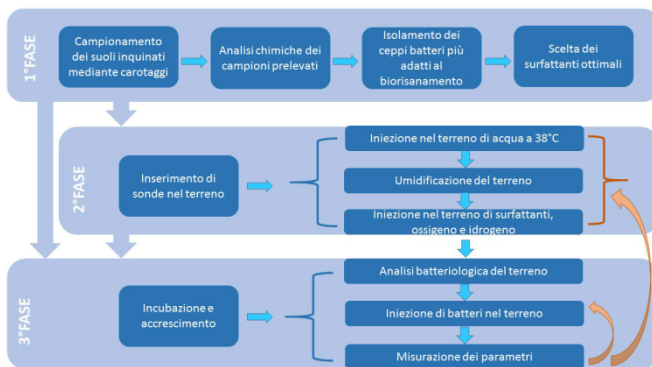 1°FASE
Campionamento
dei suoli inquinati
mediante carotaggi
Analisi chimiche dei
campioni prelevati
Isolamento dei
ceppi batteri più
adatti al
biorisanamento
Scelta dei
surfattanti ottimali
2°FASE
Inserimento di
sonde nel terreno
Iniezione nel terreno di acqua a 38°C
Umidificazione del terreno
Iniezione nel terreno di surfattanti,
ossigeno e idrogeno
3°FASE
Incubazione e
accrescimento
Analisi batteriologica del terreno
Iniezione di batteri nel terreno
Misurazione dei parametri